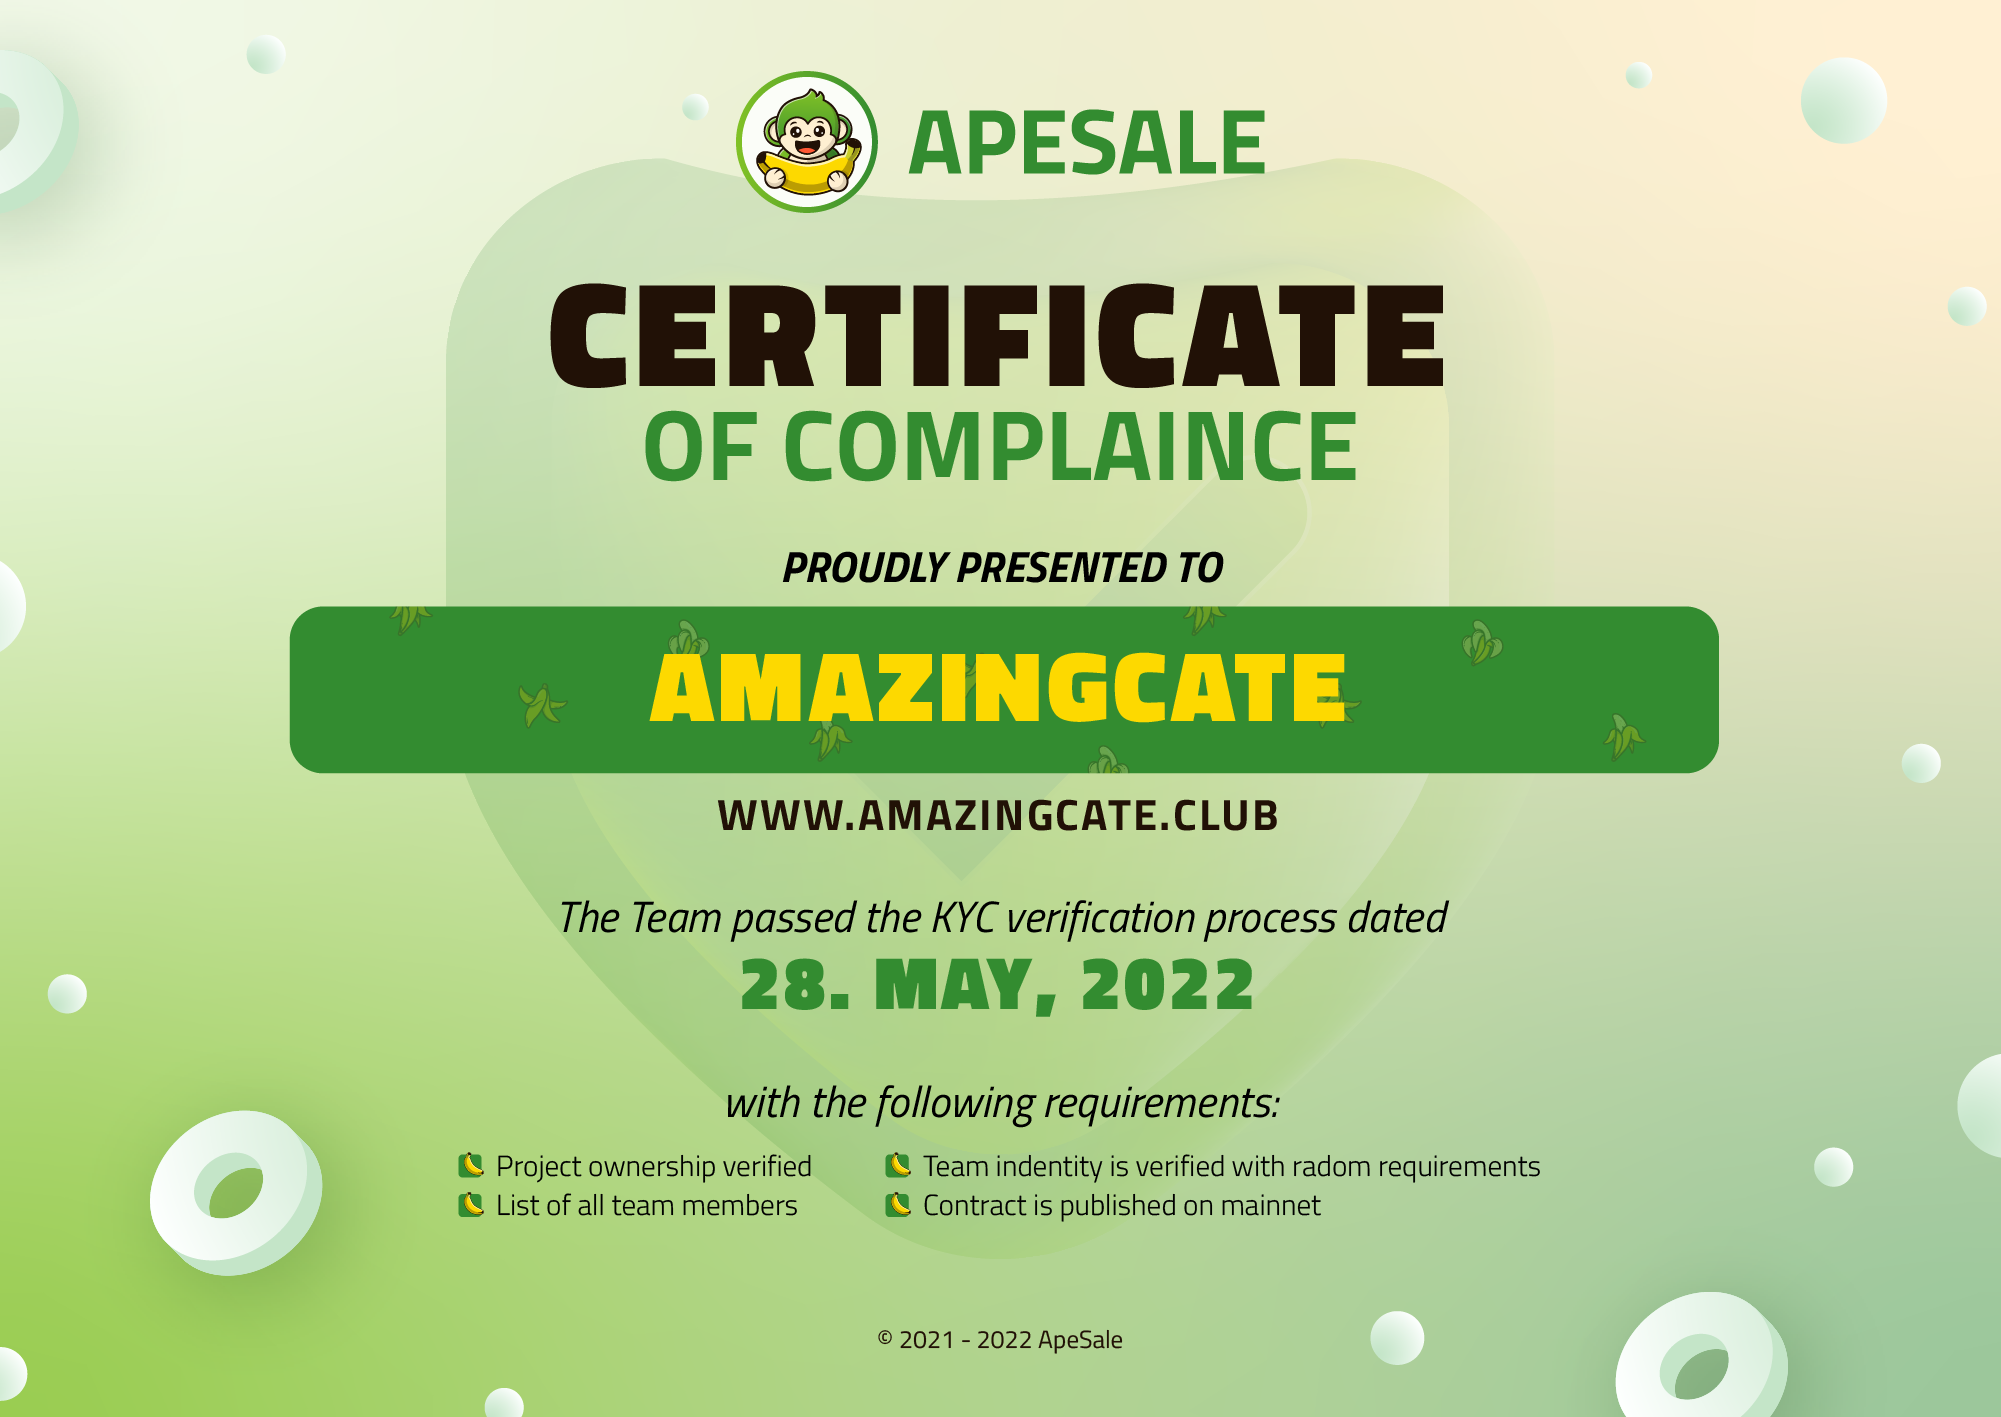 APESALE
CERTIFICATE
OF COMPLAINCE
PROUDLY PRESENTED TO
AMAZINGCATE
WWW.AMAZINGCATE.CLUB
The Team passed the KYC verification process dated
28. MAY, 2022
with the following requirements:
Project ownership verified
List of all team members
Team indentity is verified with radom requirements
Contract is published on mainnet
© 2021 - 2022 ApeSale